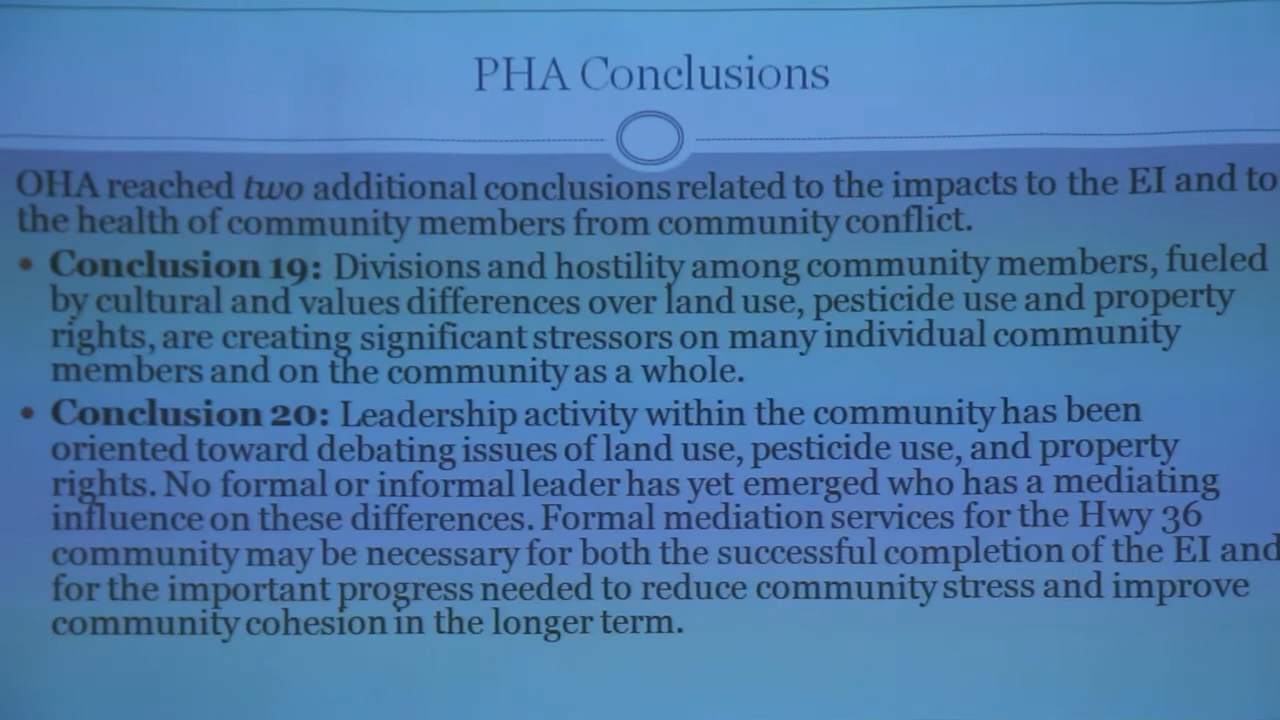 PHA Conclusions
OHA reached two additional conclusions related to the impacts to the EI and to
the health of community members from community conflict.
• Conclusion 19: Divisions and hostility among community members, fueled
by cultural and values differences over land use, pesticide use and property
rights, are creating significant stressors on many individual community
members and on the community as a whole.
• Conclusion 20: Leadership activity within the community has been
oriented toward debating issues of land use, pesticide use, and property
rights. No formal or informal leader has yet emerged who has a mediating
influence on these differences. Formal mediation services for the Hwy 36
community may be necessary for both the successful completion of the EI and
for the important progress needed to reduce community stress and improve
community cohesion in the longer term.